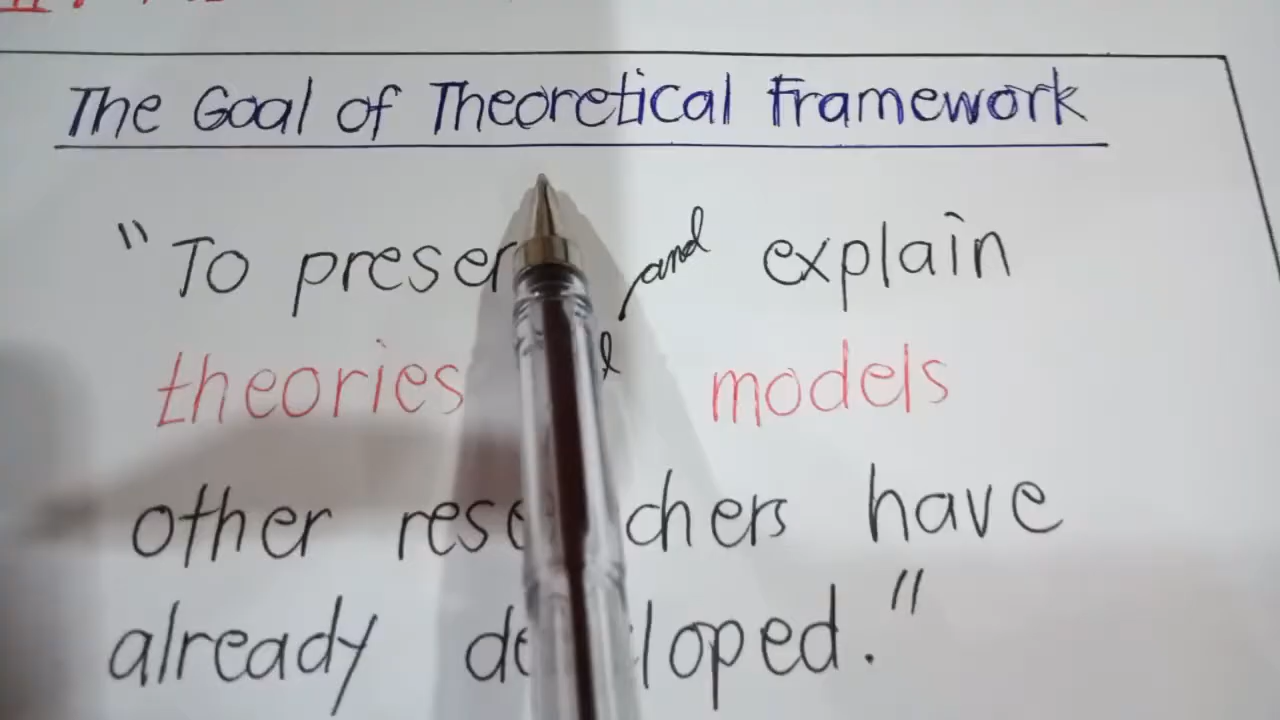 The Goal of Theoretical Framework
"To and explain
theories models
other have
already